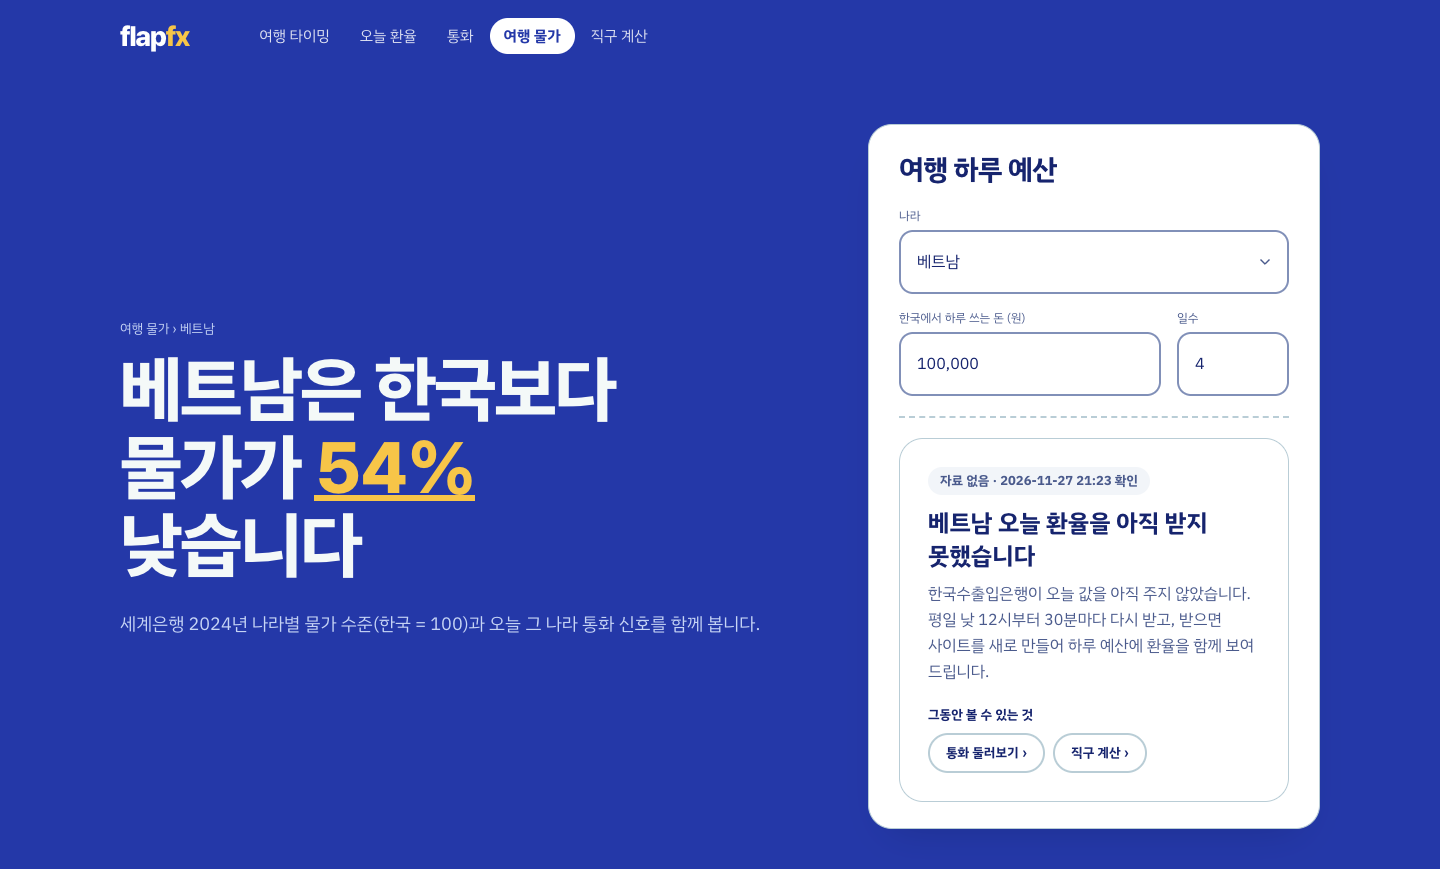 flapfx
여행 타이밍
오늘 환율
통화
여행 물가
직구 계산
여행 물가 › 베트남
베트남은 한국보다
물가가 54%
낮습니다
세계은행 2024년 나라별 물가 수준(한국 = 100)과 오늘 그 나라 통화 신호를 함께 봅니다.
여행 하루 예산
나라
베트남
한국에서 하루 쓰는 돈 (원)
일수
100,000
4
자료 없음 · 2026-11-27 21:23 확인
베트남 오늘 환율을 아직 받지
못했습니다
한국수출입은행이 오늘 값을 아직 주지 않았습니다.
평일 낮 12시부터 30분마다 다시 받고, 받으면
사이트를 새로 만들어 하루 예산에 환율을 함께 보여
드립니다.
그동안 볼 수 있는 것
통화 둘러보기 ›
직구 계산 ›